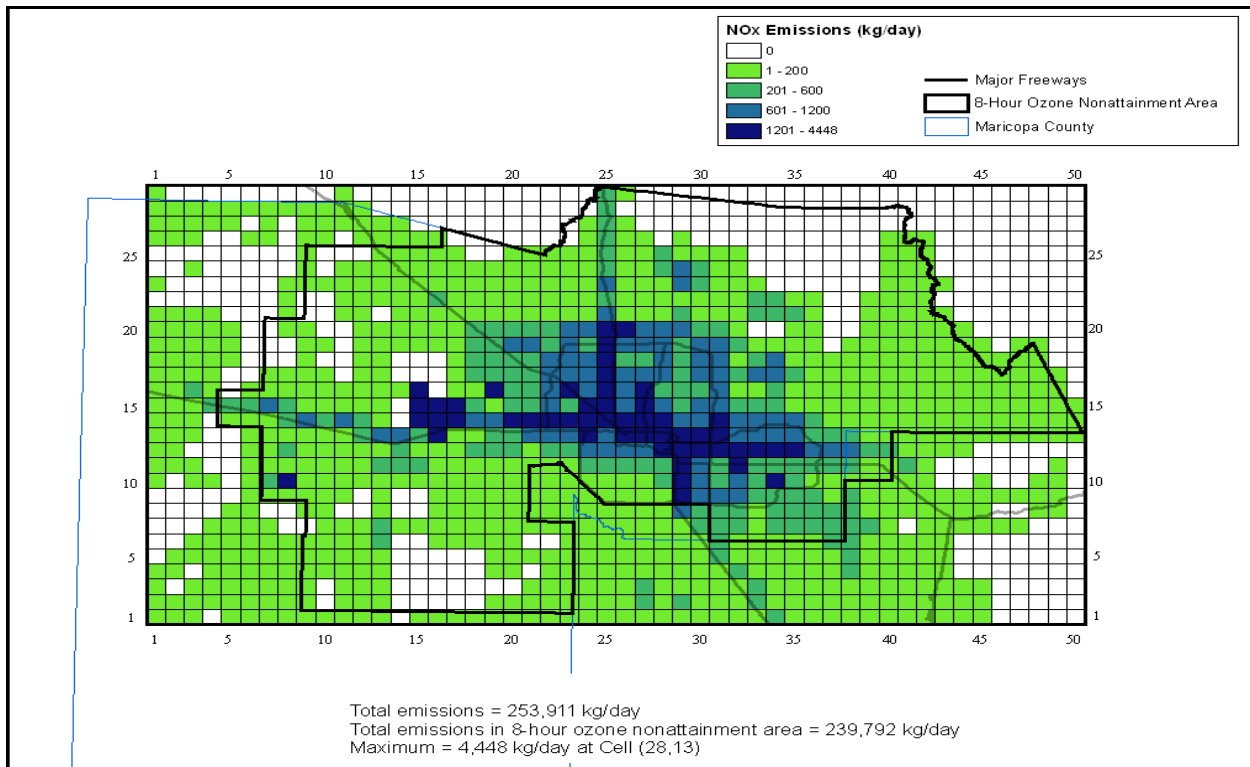 NOx Emissions (kg/day)
0
1 - 200
201 - 600
601 - 1200
1201 - 4448
Major Freeways
8-Hour Ozone Nonattainment Area
Maricopa County
1 5 10 15 20 25 30 35 40 45 50
25 25
20 20
15 15
10 10
5 5
1 1
1 5 10 15 20 25 30 35 40 45 50
Total emissions = 253,911 kg/day
Total emissions in 8-hour ozone nonattainment area = 239,792 kg/day
Maximum = 4,448 kg/day at Cell (28,13)